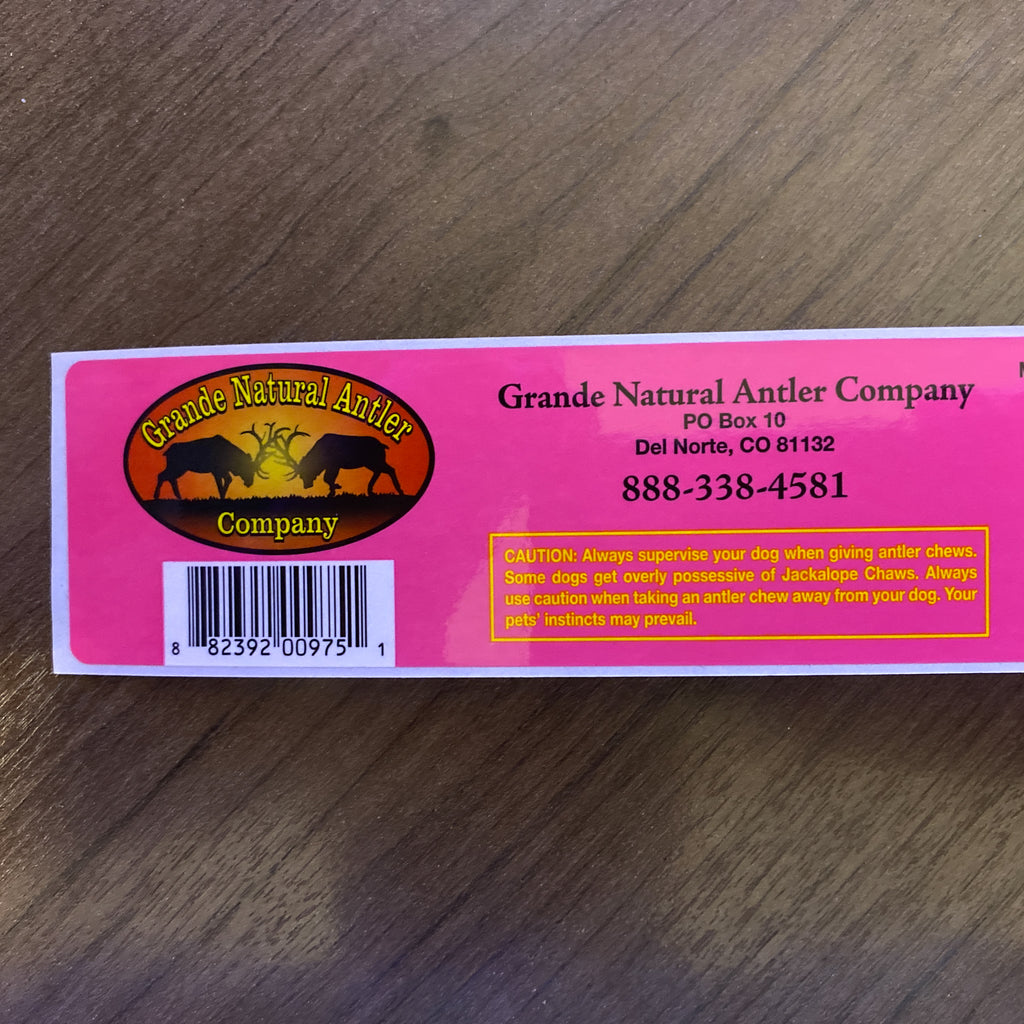 Grande Natural Antler
Company
8 82392 00975 1
Grande Natural Antler Company
PO Box 10
Del Norte, CO 81132
888-338-4581
CAUTION: Always supervise your dog when giving antler chews.
Some dogs get overly possessive of Jackalope Chaws. Always
use caution when taking an antler chew away from your dog. Your
pets' instincts may prevail.